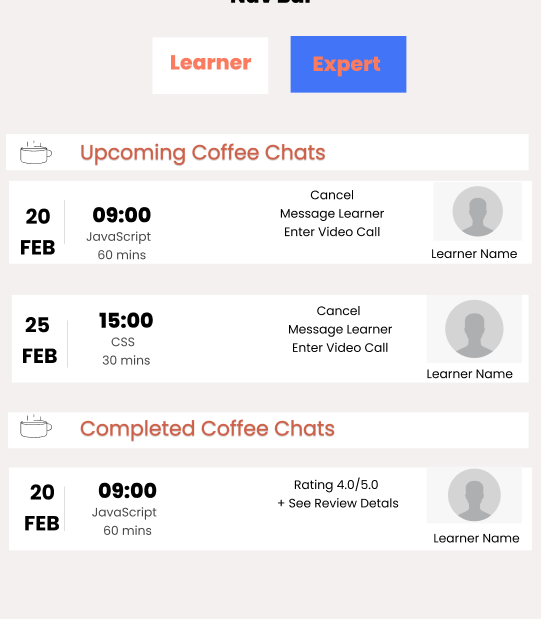 Nav Bar
Learner
Expert
Upcoming Coffee Chats
20
FEB
09:00
JavaScript
60 mins
Cancel
Message Learner
Enter Video Call
Learner Name
25
FEB
15:00
CSS
30 mins
Cancel
Message Learner
Enter Video Call
Learner Name
Completed Coffee Chats
20
FEB
09:00
JavaScript
60 mins
Rating 4.0/5.0
+ See Review Detals
Learner Name